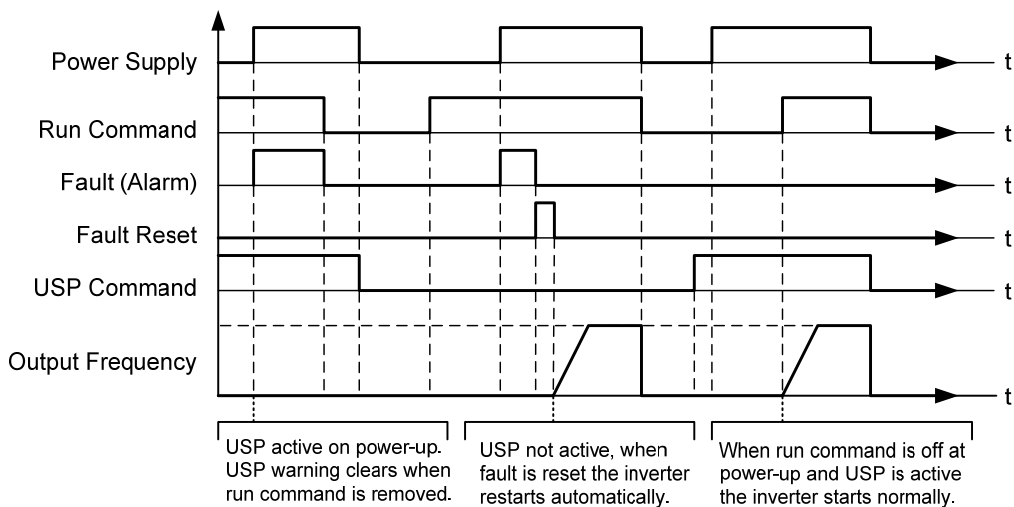 Power Supply
t
Run Command
t
Fault (Alarm)
t
Fault Reset
t
USP Command
t
Output Frequency
t
USP active on power-up.
USP warning clears when
run command is removed.
USP not active, when
fault is reset the inverter
restarts automatically.
When run command is off at
power-up and USP is active
the inverter starts normally.